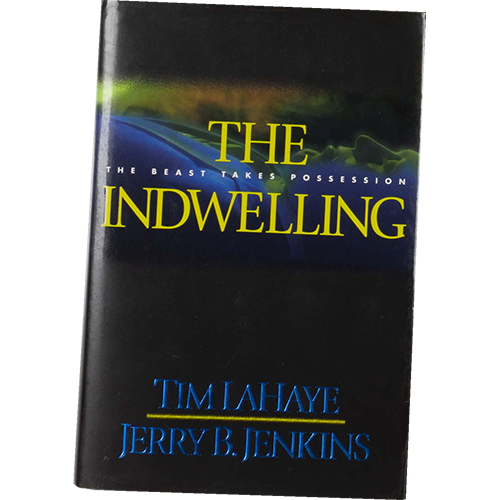 THE
THE BEAST TAKES POSSESSION
INDWELLING
TIM LAHAYE
JERRY B. JENKINS